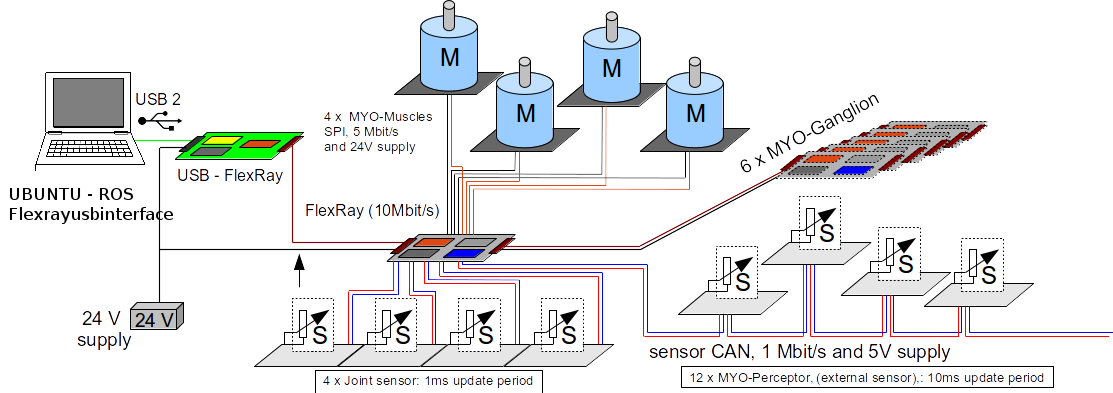 USB 2
UBUNTU - ROS
Flexrayusbinterface
USB - FlexRay
4 x  MYO-Muscles
SPI, 5 Mbit/s
and 24V supply
M
M
M
M
6 x MYO-Ganglion
FlexRay (10Mbit/s)
24 V
supply
24 V
S
S
S
S
S
S
S
S
4 x Joint sensor: 1ms update period
sensor CAN, 1 Mbit/s and 5V supply
12 x MYO-Perceptor, (external sensor),: 10ms update period